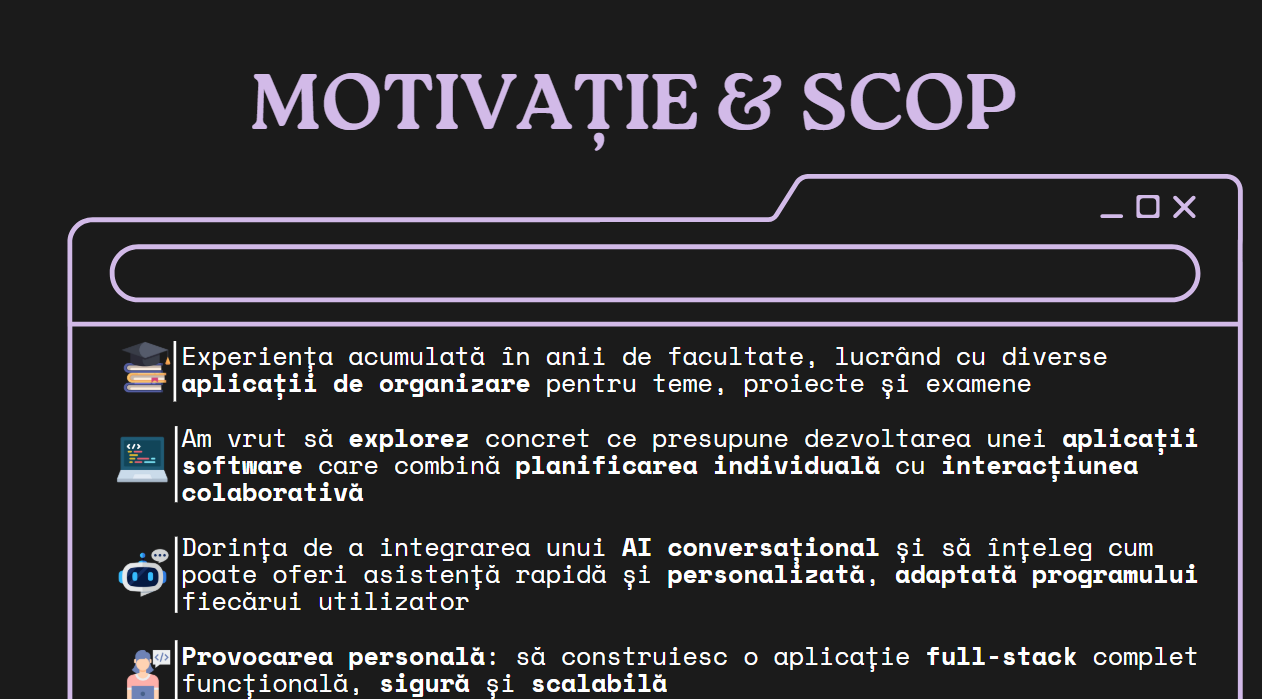 MOTIVAȚIE & SCOP
Experiența acumulată în anii de facultate, lucrând cu diverse
aplicații de organizare pentru teme, proiecte și examene
Am vrut să explorez concret ce presupune dezvoltarea unei aplicații
software care combină planificarea individuală cu interacțiunea
colaborativă
Dorința de a integrarea unui AI conversațional și să înțeleg cum
poate oferi asistență rapidă și personalizată, adaptată programului
fiecărui utilizator
Provocarea personală: să construiesc o aplicație full-stack complet
funcțională, sigură și scalabilă